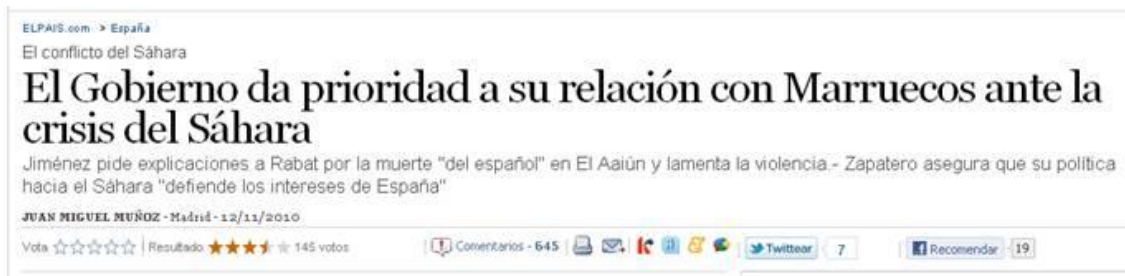 ELPAIS.com > España
El conflicto del Sáhara
El Gobierno da prioridad a su relación con Marruecos ante la
crisis del Sáhara
Jiménez pide explicaciones a Rabat por la muerte "del español" en El Aaiún y lamenta la violencia.- Zapatero asegura que su política
hacia el Sáhara "defiende los intereses de España"
JUAN MIGUEL MUÑOZ - Madrid - 12/11/2010
Vota Resultado 145 votos Comentarios - 645 Twittear 7 Recomendar 19